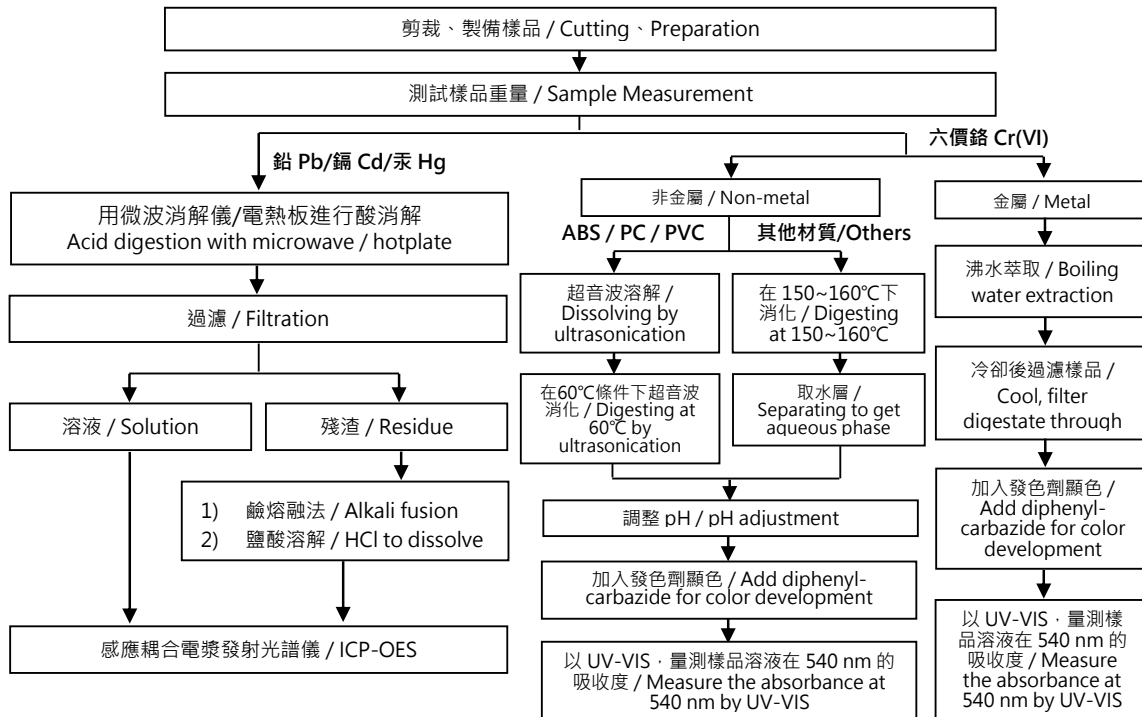 剪裁、製備樣品 / Cutting、Preparation
測試樣品重量 / Sample Measurement
鉛 Pb/鎘 Cd/汞 Hg
六價鉻 Cr(VI)
用微波消解儀/電熱板進行酸消解
Acid digestion with microwave / hotplate
過濾 / Filtration
溶液 / Solution
殘渣 / Residue
1) 鹼熔融法 / Alkali fusion
2) 鹽酸溶解 / HCl to dissolve
感應耦合電漿發射光譜儀 / ICP-OES
非金屬 / Non-metal
ABS / PC / PVC
其他材質/Others
超音波溶解 /
Dissolving by
ultrasonication
在60℃條件下超音波
消化 / Digesting at
60℃ by
ultrasonication
在 150~160℃下
消化 / Digesting
at 150~160℃
取水層 /
Separating to get
aqueous phase
調整 pH / pH adjustment
加入發色劑顯色 / Add diphenyl-
carbazide for color development
以 UV-VIS，量測樣品溶液在 540 nm 的
吸收度 / Measure the absorbance at
540 nm by UV-VIS
金屬 / Metal
沸水萃取 / Boiling
water extraction
冷卻後過濾樣品 /
Cool, filter
digestate through
加入發色劑顯色 /
Add diphenyl-
carbazide for color
development
以 UV-VIS，量測樣
品溶液在 540 nm 的
吸收度 / Measure
the absorbance at
540 nm by UV-VIS